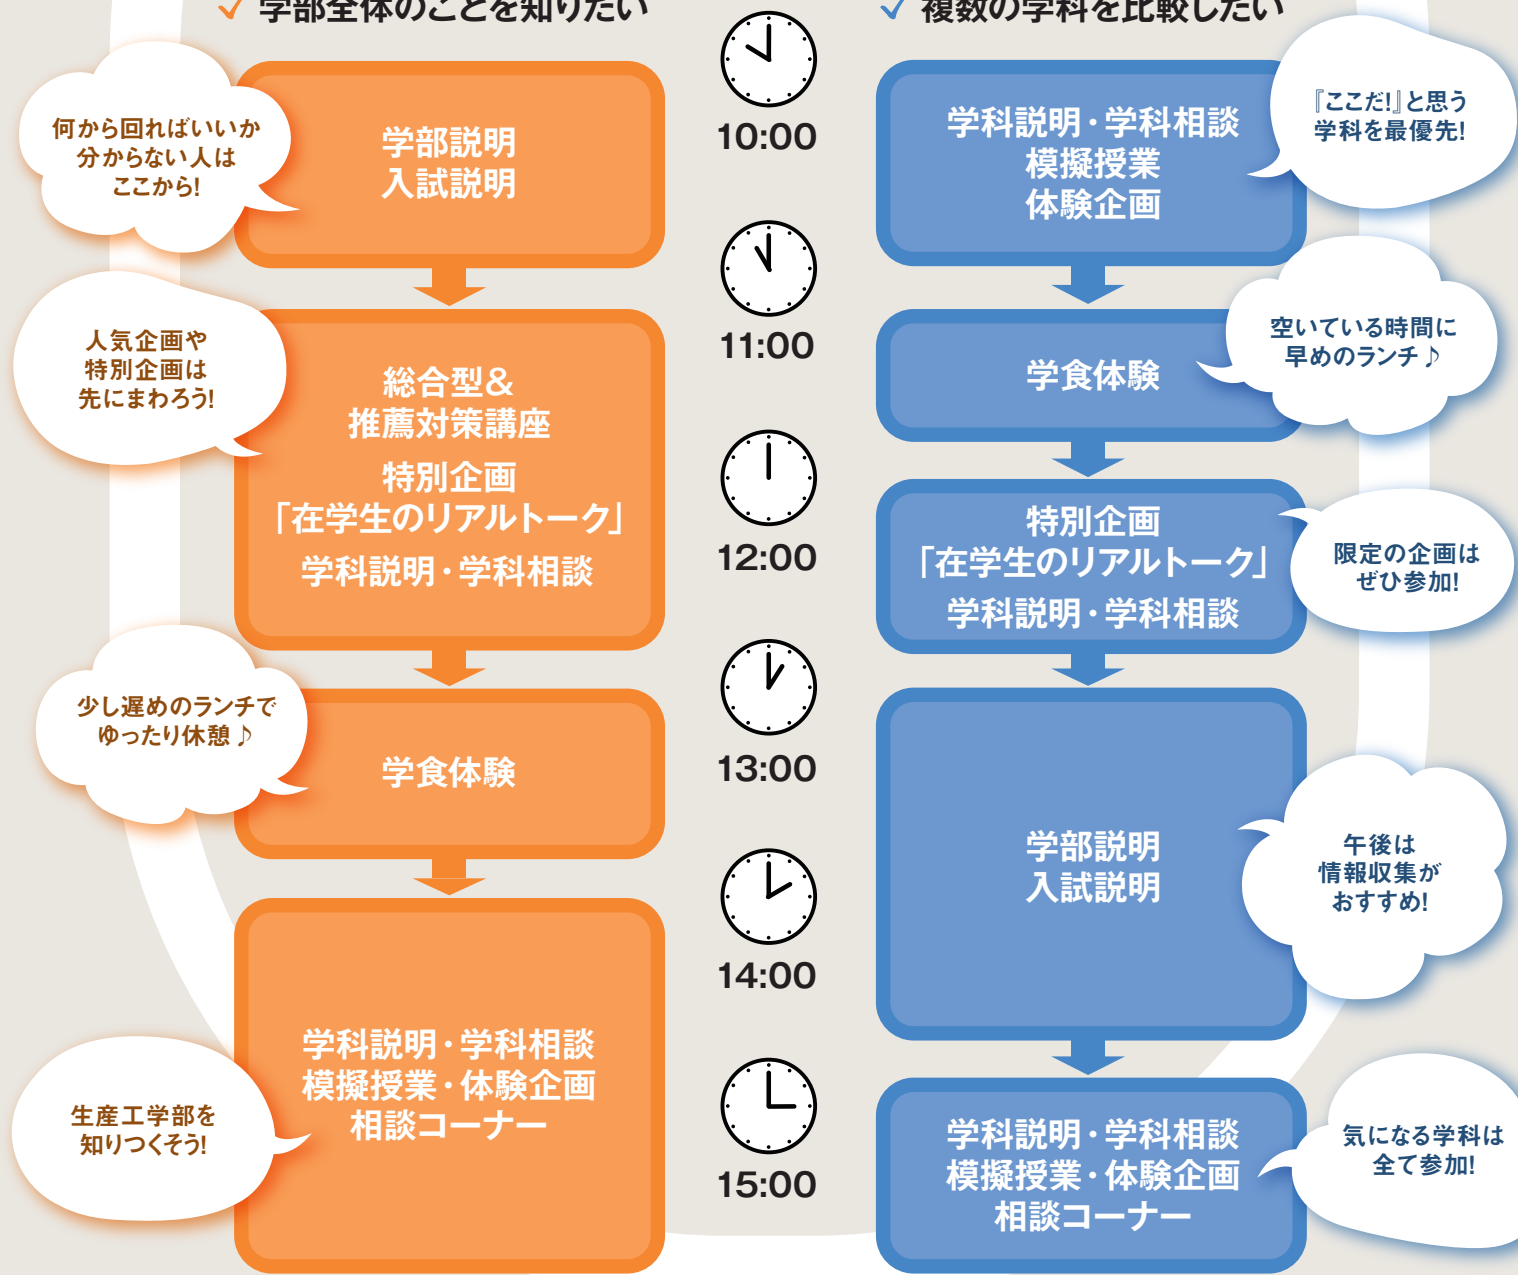 学部全体のことを知りたい
何から回ればいいか
分からない人は
ここから!
学部説明
入試説明
人気企画や
特別企画は
先にまわろう!
総合型&
推薦対策講座
特別企画
「在学生のリアルトーク」
学科説明・学科相談
少し遅めのランチで
ゆったり休憩♪
学食体験
生産工学部を
知りつくそう!
学科説明・学科相談
模擬授業・体験企画
相談コーナー
10:00
11:00
12:00
13:00
14:00
15:00
複数の学科を比較したい
学科説明・学科相談
模擬授業
体験企画
『ここだ!』と思う
学科を最優先!
学食体験
空いている時間に
早めのランチ♪
特別企画
「在学生のリアルトーク」
学科説明・学科相談
限定の企画は
ぜひ参加!
学部説明
入試説明
午後は
情報収集が
おすすめ!
学科説明・学科相談
模擬授業・体験企画
相談コーナー
気になる学科は
全て参加!